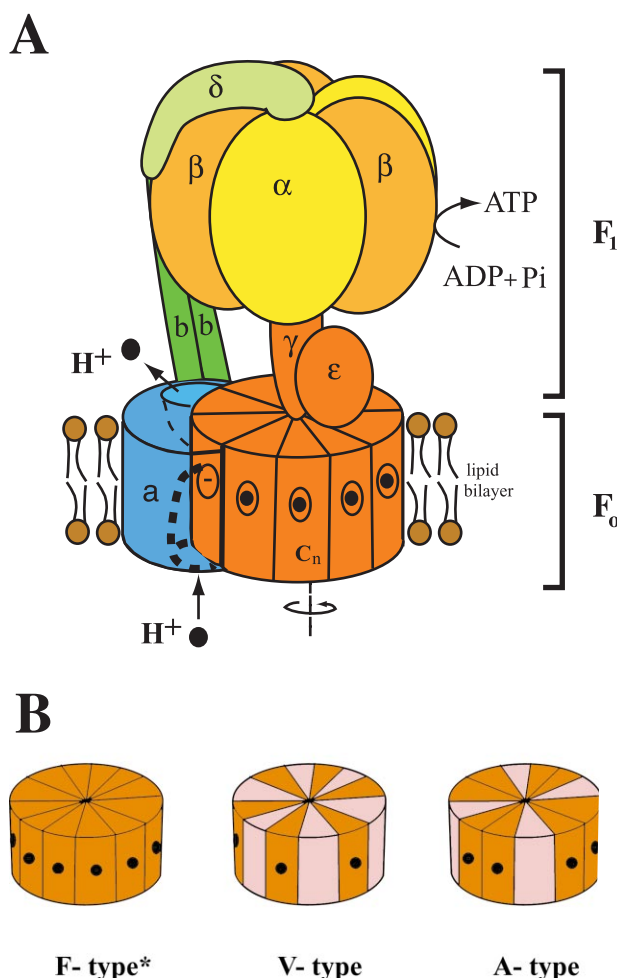 A
δ
β
α
β
ATP
ADP+Pi
F1
b b
γ
ε
H+
a
-
lipid
bilayer
Cn
Fo
H+
B
F- type*
V- type
A- type